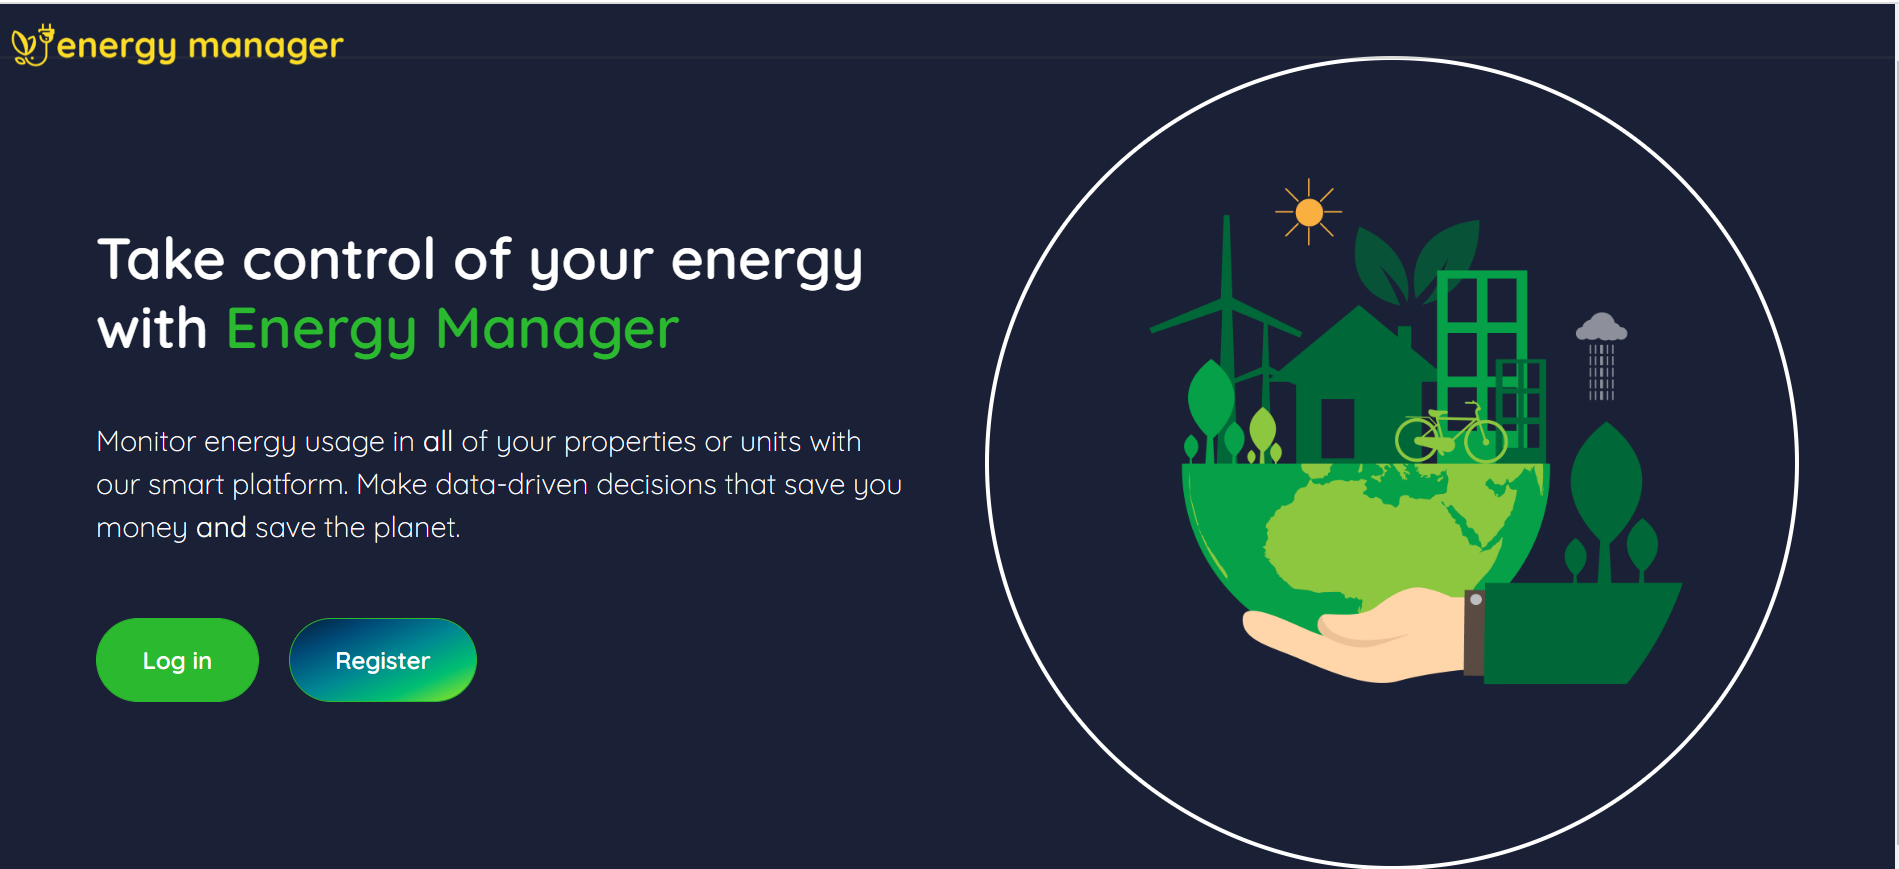 energy manager
Take control of your energy
with Energy Manager
Monitor energy usage in all of your properties or units with
our smart platform. Make data-driven decisions that save you
money and save the planet.
Log in
Register